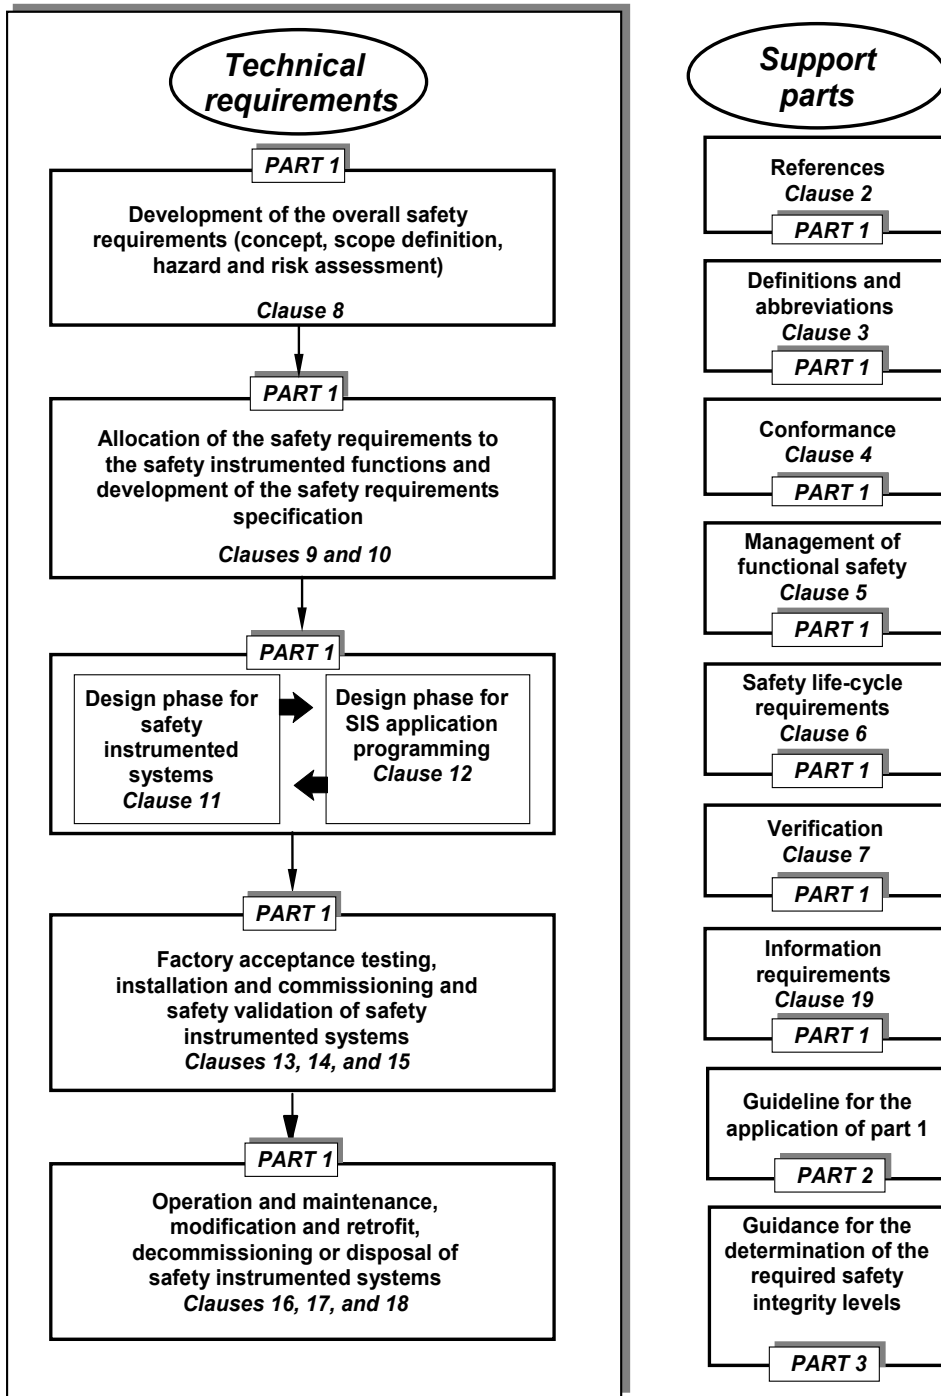 Technical
requirements
PART 1
Development of the overall safety
requirements (concept, scope definition,
hazard and risk assessment)
Clause 8
PART 1
Allocation of the safety requirements to
the safety instrumented functions and
development of the safety requirements
specification
Clauses 9 and 10
PART 1
Design phase for
safety
instrumented
systems
Clause 11
Design phase for
SIS application
programming
Clause 12
PART 1
Factory acceptance testing,
installation and commissioning and
safety validation of safety
instrumented systems
Clauses 13, 14, and 15
PART 1
Operation and maintenance,
modification and retrofit,
decommissioning or disposal of
safety instrumented systems
Clauses 16, 17, and 18
Support
parts
References
Clause 2
PART 1
Definitions and
abbreviations
Clause 3
PART 1
Conformance
Clause 4
PART 1
Management of
functional safety
Clause 5
PART 1
Safety life-cycle
requirements
Clause 6
PART 1
Verification
Clause 7
PART 1
Information
requirements
Clause 19
PART 1
Guideline for the
application of part 1
PART 2
Guidance for the
determination of the
required safety
integrity levels
PART 3